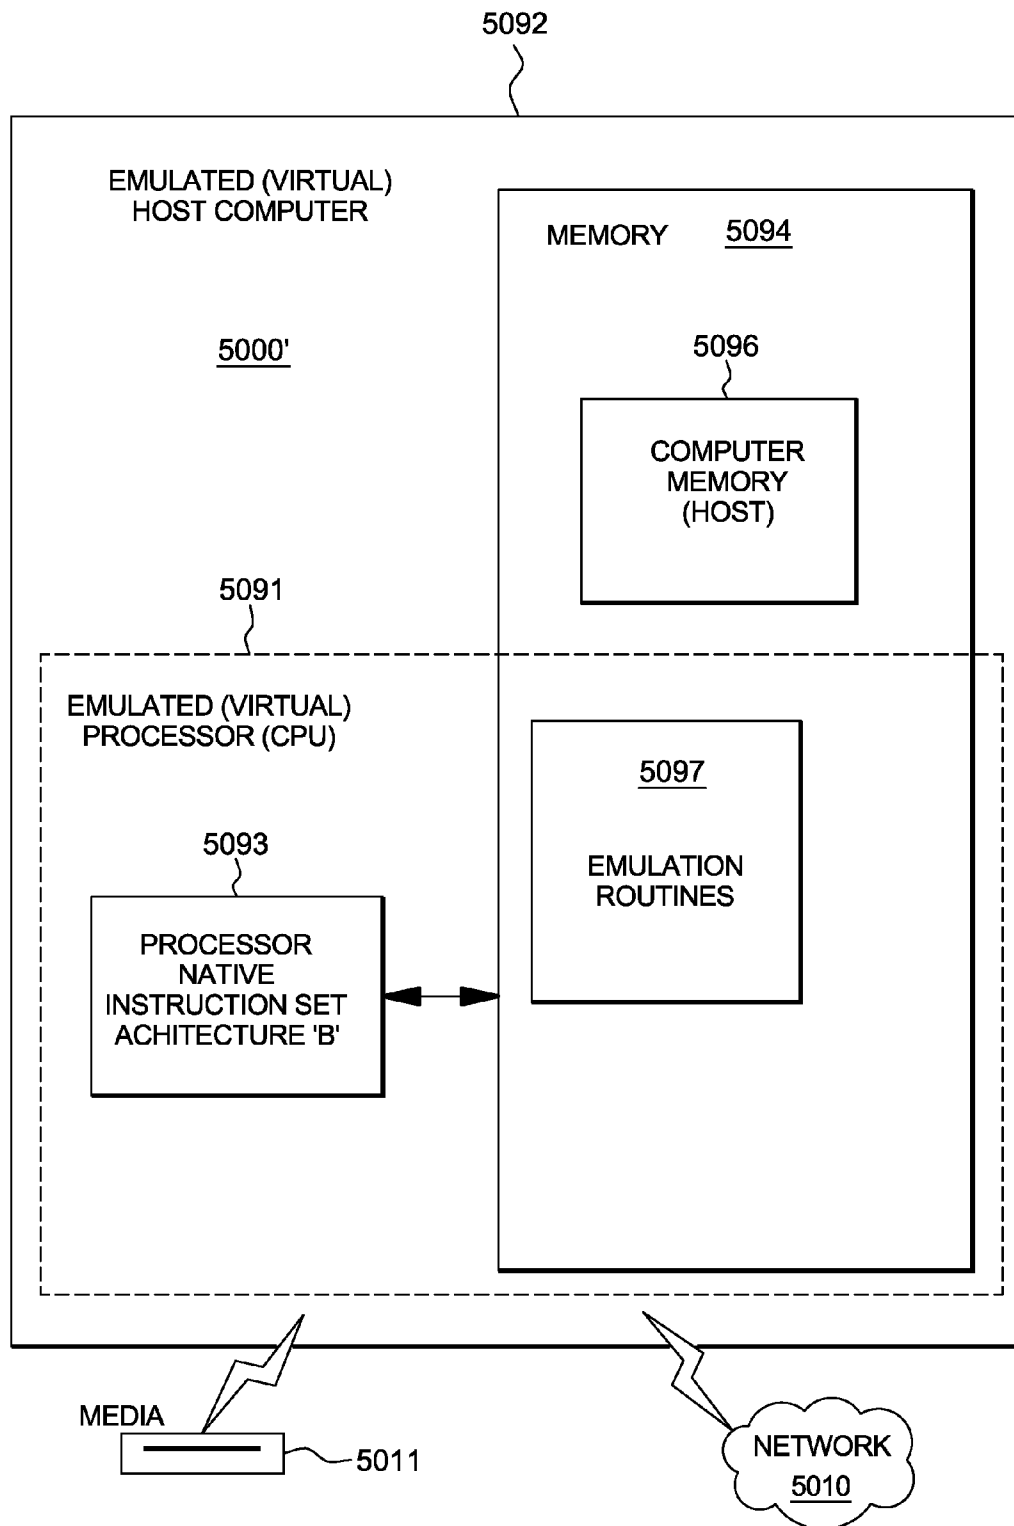 5092
EMULATED (VIRTUAL)
HOST COMPUTER
MEMORY 5094
5000'
5096
COMPUTER
MEMORY
(HOST)
5091
EMULATED (VIRTUAL)
PROCESSOR (CPU)
5097
EMULATION
ROUTINES
5093
PROCESSOR
NATIVE
INSTRUCTION SET
ACHITECTURE 'B'
MEDIA
5011
NETWORK
5010